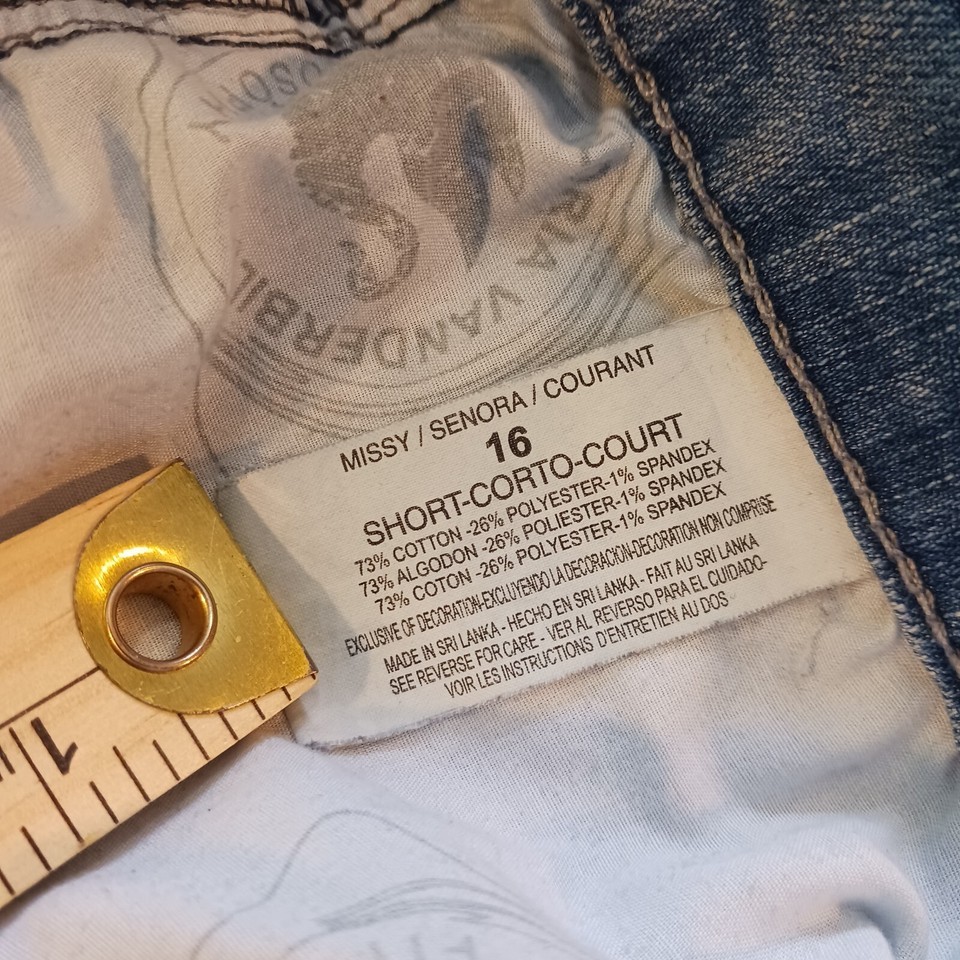 VANDERBIL
MISSY / SENORA / COURANT
16
SHORT-CORTO-COURT
73% COTTON -26% POLYESTER-1% SPANDEX
73% ALGODON -26% POLIESTER-1% SPANDEX
73% COTON -26% POLYESTER-1% SPANDEX
EXCLUSIVE OF DECORATION-EXCLUYENDO LA DECORACION-DECORATION NON COMPRISE
MADE IN SRI LANKA - HECHO EN SRI LANKA - FAIT AU SRI LANKA
SEE REVERSE FOR CARE - VER AL REVERSO PARA EL CUIDADO-
VOIR LES INSTRUCTIONS D'ENTRETIEN AU DOS
1